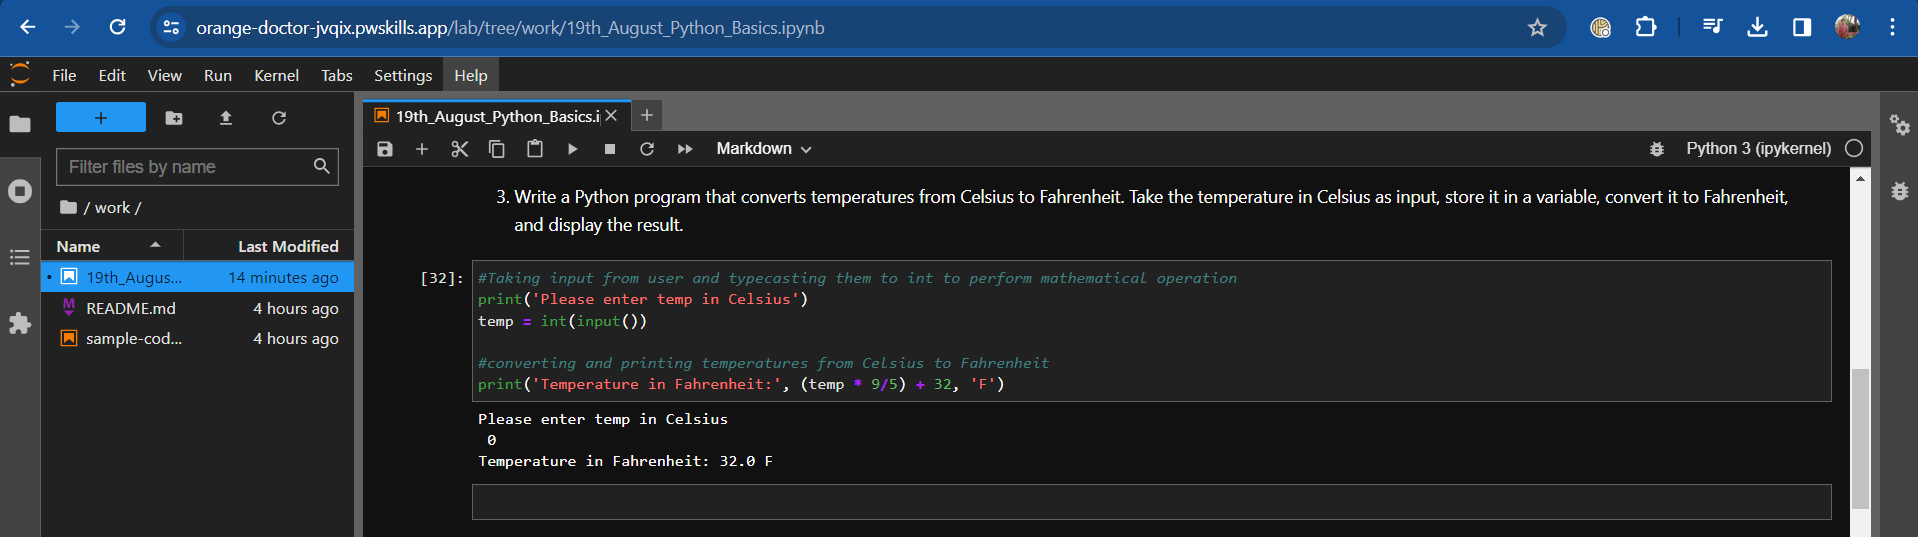 orange-doctor-jvqix.pwskills.app/lab/tree/work/19th_August_Python_Basics.ipynb
File Edit View Run Kernel Tabs Settings Help
19th_August_Python_Basics.i
Filter files by name
Markdown
Python 3 (ipykernel)
/ work /
Name Last Modified
19th_Augus... 14 minutes ago
README.md 4 hours ago
sample-cod... 4 hours ago
3. Write a Python program that converts temperatures from Celsius to Fahrenheit. Take the temperature in Celsius as input, store it in a variable, convert it to Fahrenheit,
and display the result.
[32]:
#Taking input from user and typecasting them to int to perform mathematical operation
print('Please enter temp in Celsius')
temp = int(input())
#converting and printing temperatures from Celsius to Fahrenheit
print('Temperature in Fahrenheit:', (temp * 9/5) + 32, 'F')
Please enter temp in Celsius
0
Temperature in Fahrenheit: 32.0 F